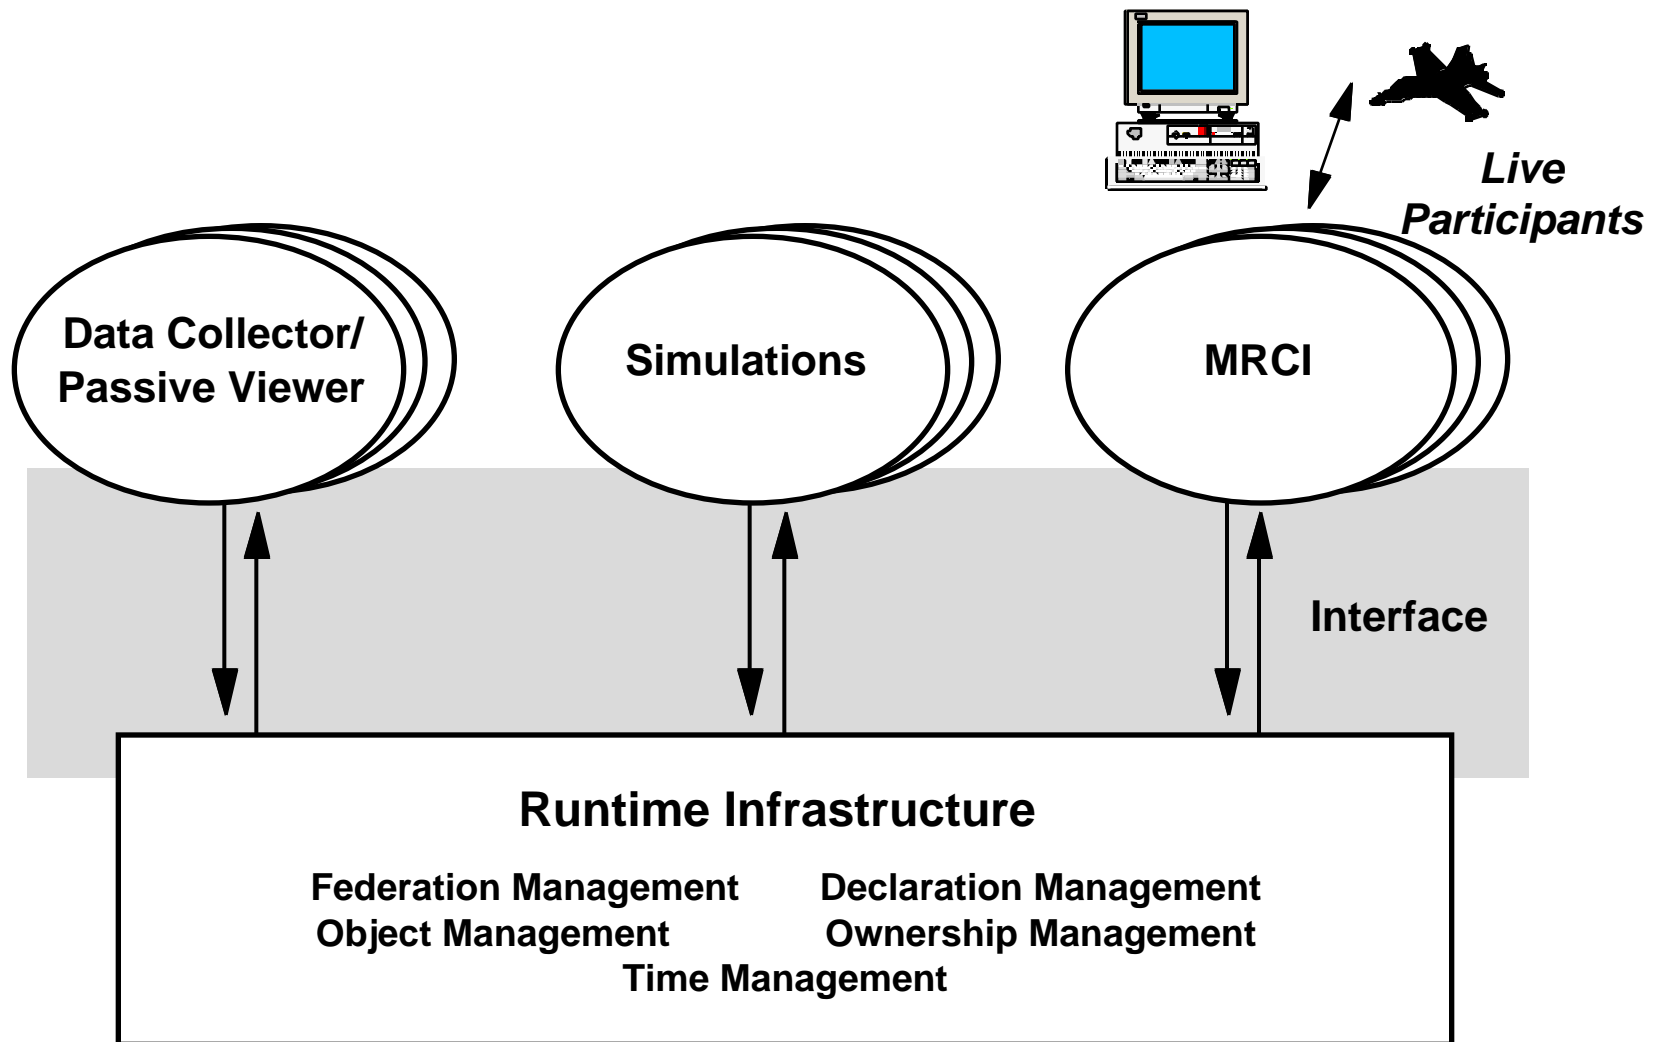 Live
Participants
Data Collector/
Passive Viewer
Simulations
MRCI
Interface
Runtime Infrastructure
Federation Management Declaration Management
Object Management Ownership Management
Time Management